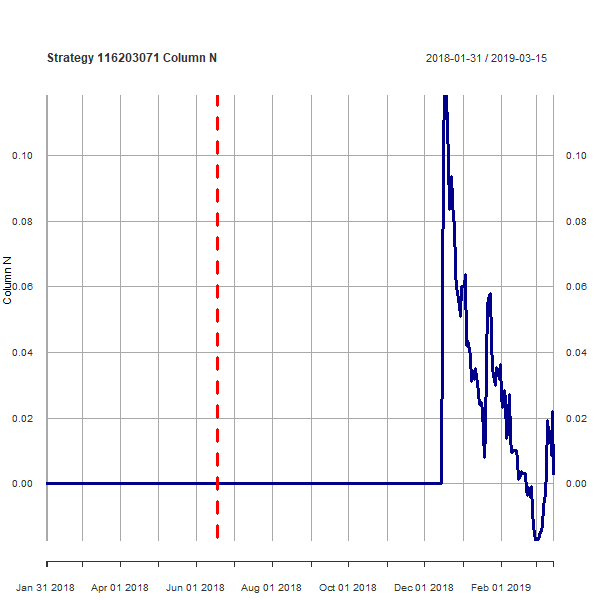 Strategy 116203071 Column N
2018-01-31 / 2019-03-15
0.10
0.10
0.08
0.08
0.06
0.06
Column N
0.04
0.04
0.02
0.02
0.00
0.00
Jan 31 2018
Apr 01 2018
Jun 01 2018
Aug 01 2018
Oct 01 2018
Dec 01 2018
Feb 01 2019